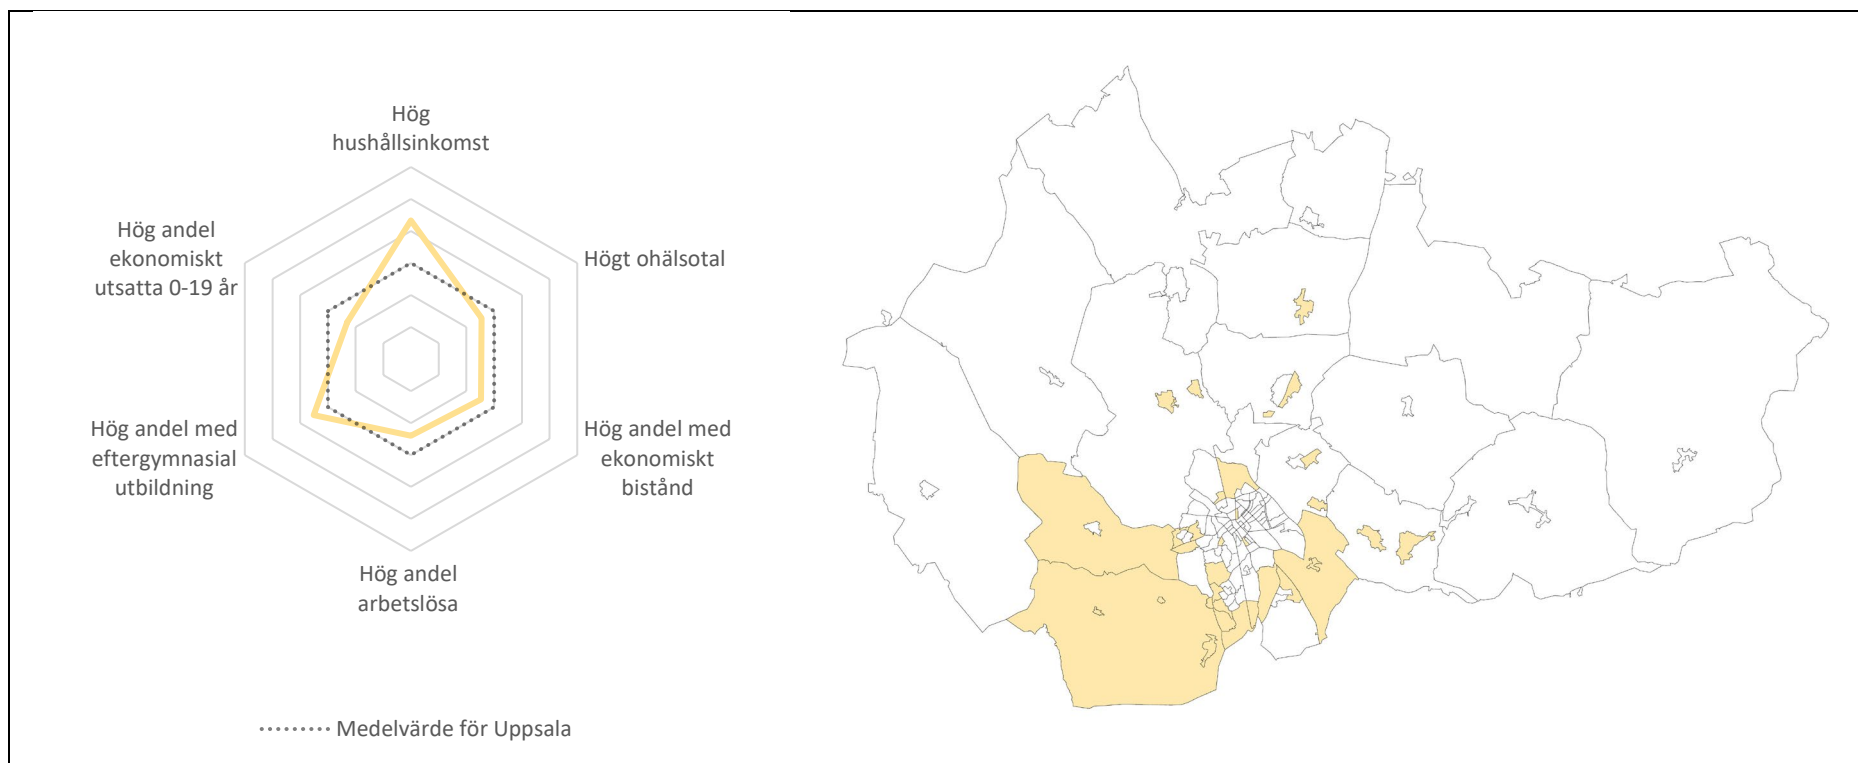 Hög
hushållsinkomst
Högt ohälsotal
Hög andel med
ekonomiskt
bistånd
Hög andel
arbetslösa
Hög andel med
eftergymnasial
utbildning
Hög andel
ekonomiskt
utsatta 0-19 år
Medelvärde för Uppsala